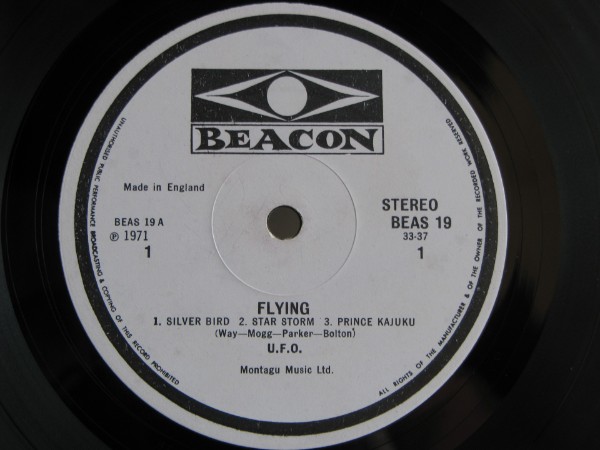 BEACON
Made in England
BEAS 19 A
℗ 1971
1
STEREO
BEAS 19
33-37
1
FLYING
1. SILVER BIRD 2. STAR STORM 3. PRINCE KAJUKU
(Way—Mogg—Parker—Bolton)
U.F.O.
Montagu Music Ltd.
UNAUTHORISED PUBLIC PERFORMANCE BROADCASTING & COPYING OF THIS RECORD PROHIBITED
ALL RIGHTS OF THE MANUFACTURER & OF THE OWNER OF THE RECORDED WORK RESERVED